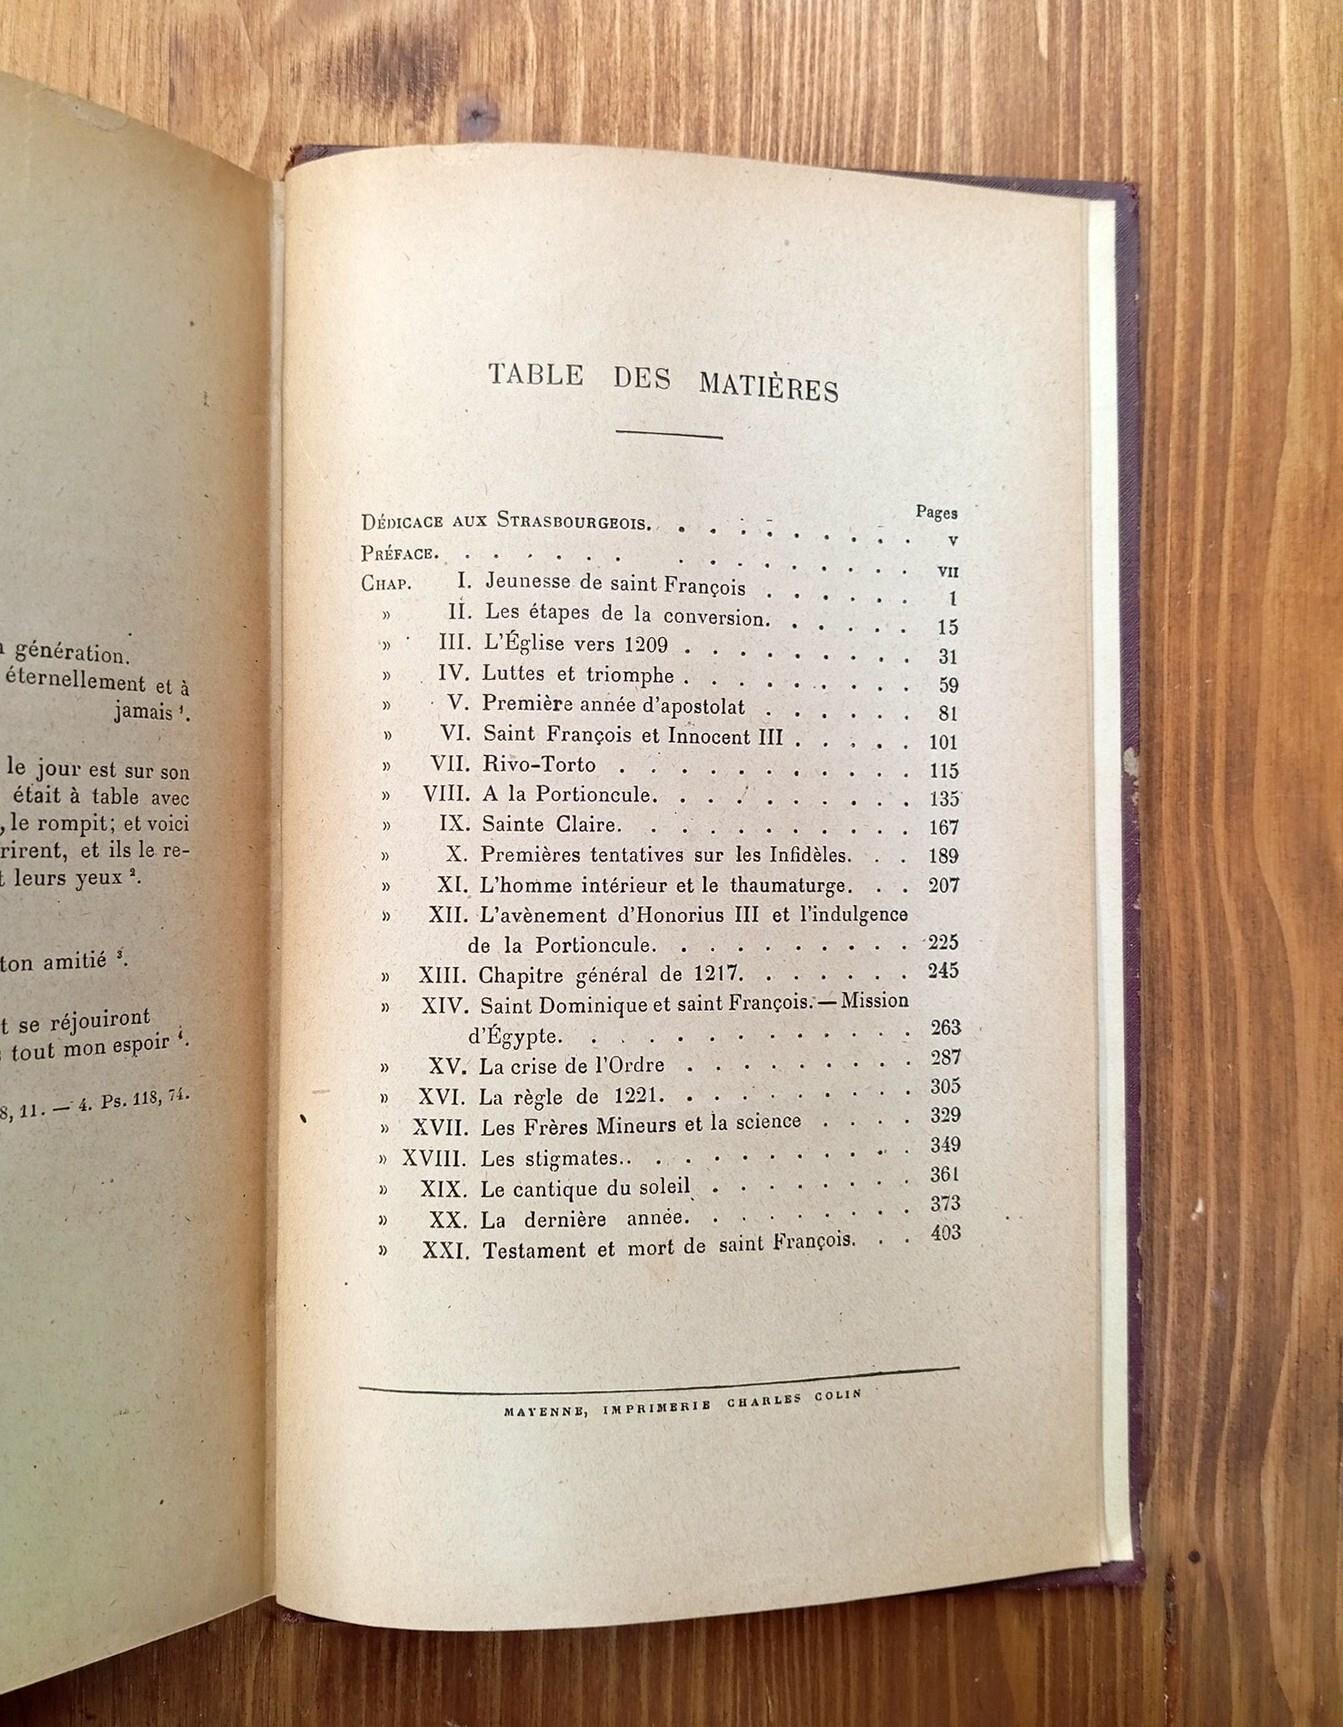 génération.
éternellement et à
jamais ¹.
le jour est sur son
était à table avec
, le rompit; et voici
rirent, et ils le re-
t leurs yeux ².
ton amitié ³.
t se réjouiront
tout mon espoir ⁴.
8, 11. — 4. Ps. 118, 74.
TABLE DES MATIÈRES
Pages
DÉDICACE AUX STRASBOURGEOIS. . . . . . . . . . V
PRÉFACE. . . . . . . . . . . . . . . VII
CHAP. I. Jeunesse de saint François . . . . . . 1
» II. Les étapes de la conversion. . . . . . 15
» III. L'Église vers 1209 . . . . . . . . . 31
» IV. Luttes et triomphe . . . . . . . . . 59
» V. Première année d'apostolat . . . . . . 81
» VI. Saint François et Innocent III . . . . . 101
» VII. Rivo-Torto . . . . . . . . . . . 115
» VIII. A la Portioncule. . . . . . . . . . 135
» IX. Sainte Claire. . . . . . . . . . . 167
» X. Premières tentatives sur les Infidèles. . . 189
» XI. L'homme intérieur et le thaumaturge. . . 207
» XII. L'avènement d'Honorius III et l'indulgence
de la Portioncule. . . . . . . . . . 225
» XIII. Chapitre général de 1217. . . . . . . 245
» XIV. Saint Dominique et saint François. — Mission
d'Égypte. . . . . . . . . . . . . 263
» XV. La crise de l'Ordre . . . . . . . . . 287
» XVI. La règle de 1221. . . . . . . . . . 305
» XVII. Les Frères Mineurs et la science . . . . 329
» XVIII. Les stigmates.. . . . . . . . . . . 349
» XIX. Le cantique du soleil . . . . . . . . 361
» XX. La dernière année. . . . . . . . . 373
» XXI. Testament et mort de saint François. . . 403
MAYENNE, IMPRIMERIE CHARLES COLIN